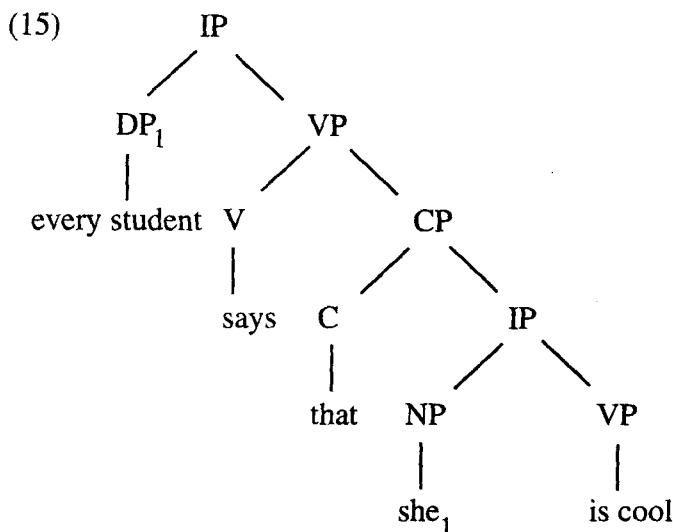 (15) IP
DP1 VP
every student V CP
says C IP
that NP VP
she1 is cool